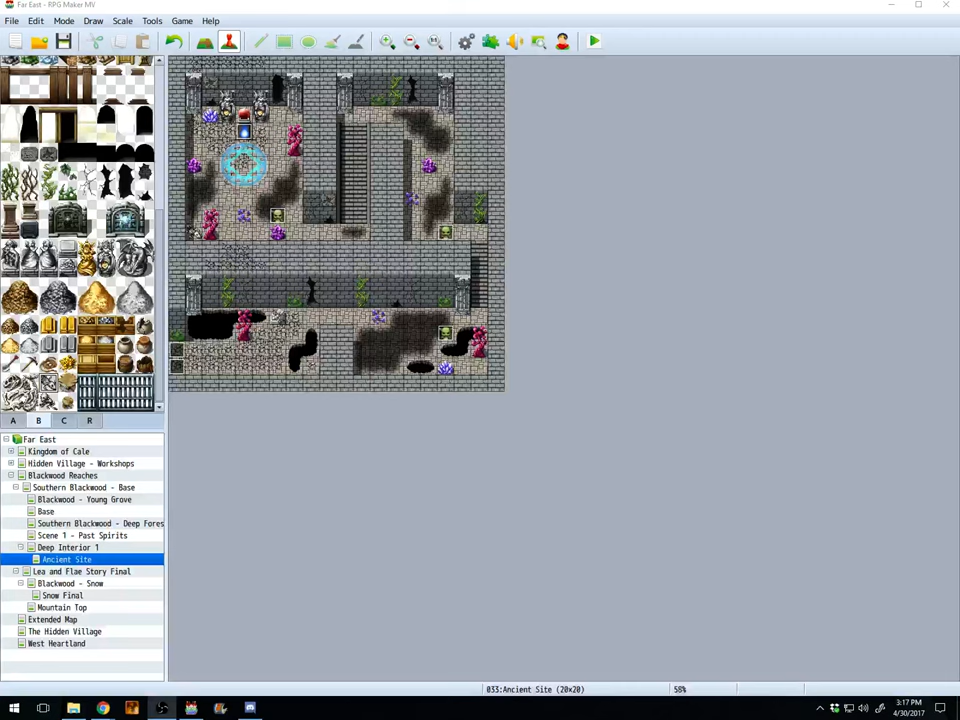 Far East - RPG Maker MV
File Edit Mode Draw Scale Tools Game Help
1:1
A B C R
Far East
Kingdom of Cale
Hidden Village - Workshops
Blackwood Reaches
Southern Blackwood - Base
Blackwood - Young Grove
Base
Southern Blackwood - Deep Fores
Scene 1 - Past Spirits
Deep Interior 1
Ancient Site
Lea and Flae Story Final
Blackwood - Snow
Snow Final
Mountain Top
Extended Map
The Hidden Village
West Heartland
033:Ancient Site (20x20) 58%
3:17 PM
4/30/2017